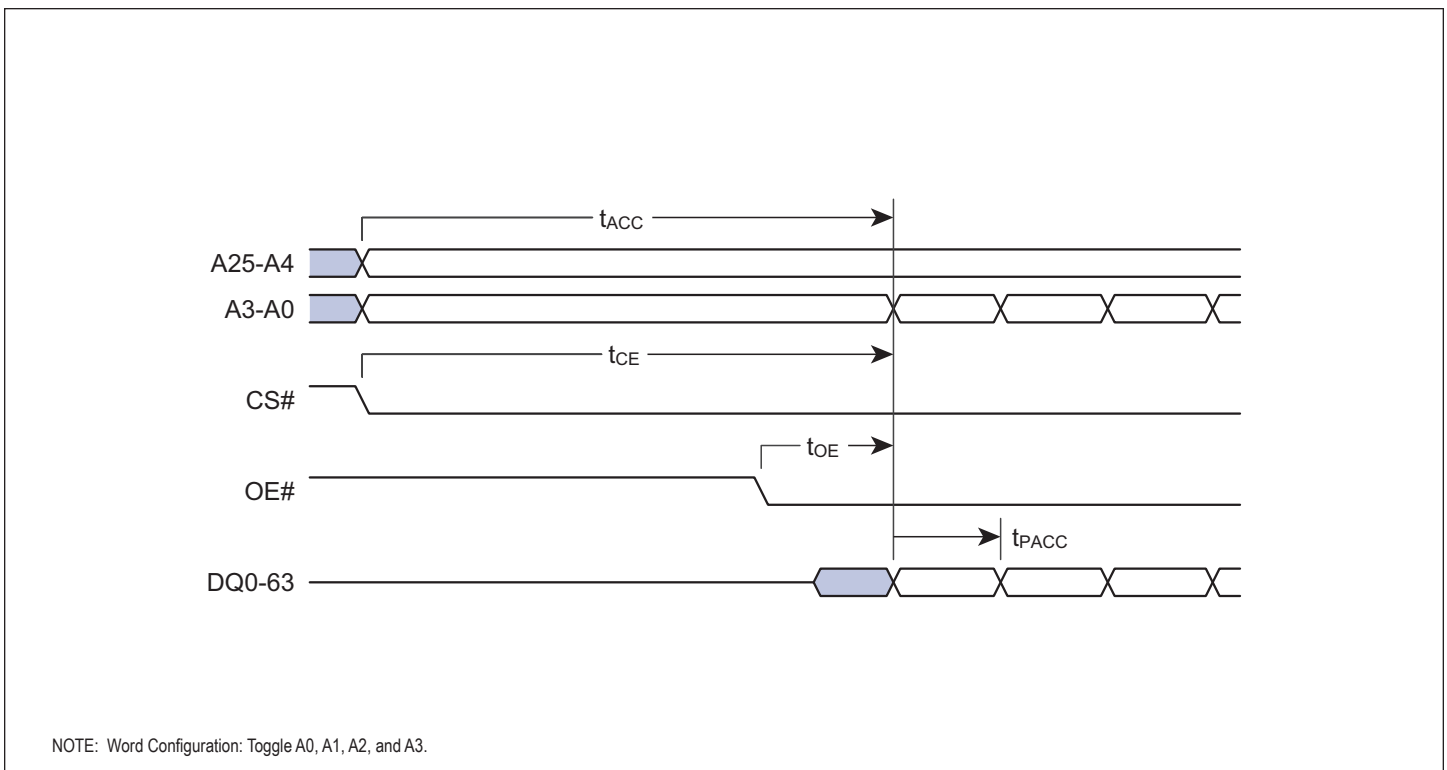 tACC
A25-A4
A3-A0
tCE
CS#
tOE
OE#
tPACC
DQ0-63
NOTE: Word Configuration: Toggle A0, A1, A2, and A3.